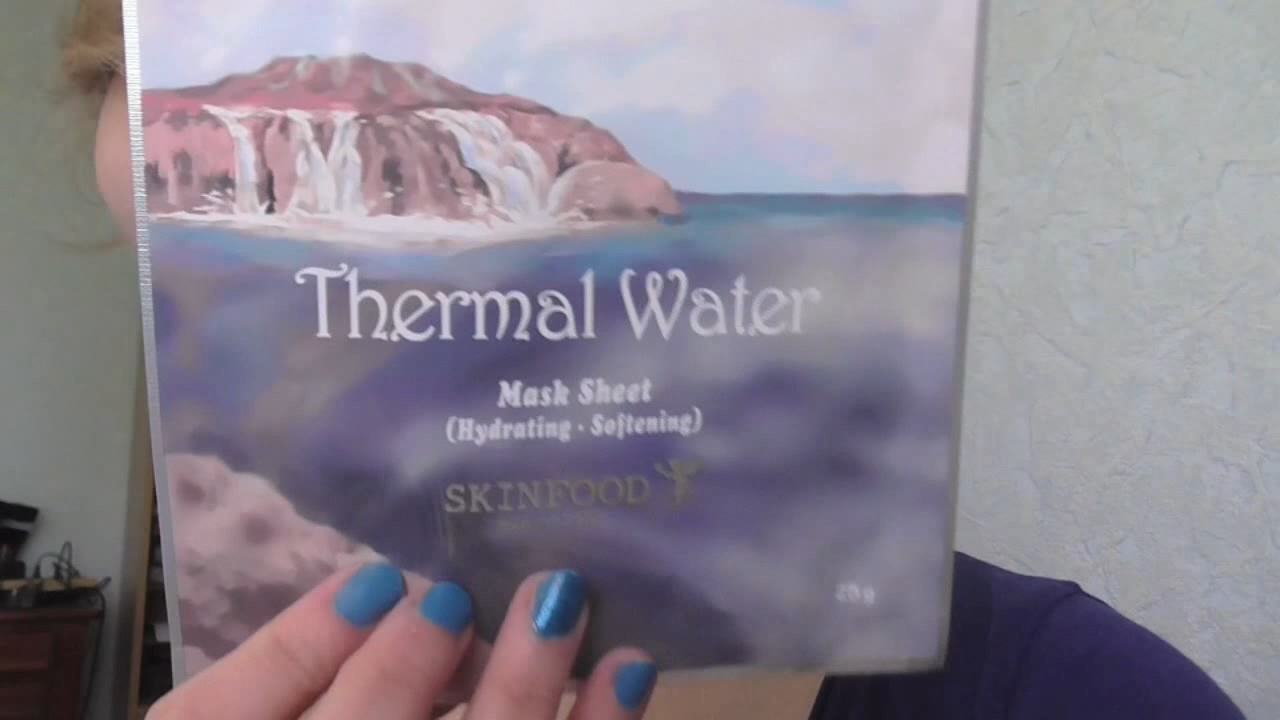 Thermal Water
Mask Sheet
(Hydrating · Softening)
SKINFOOD